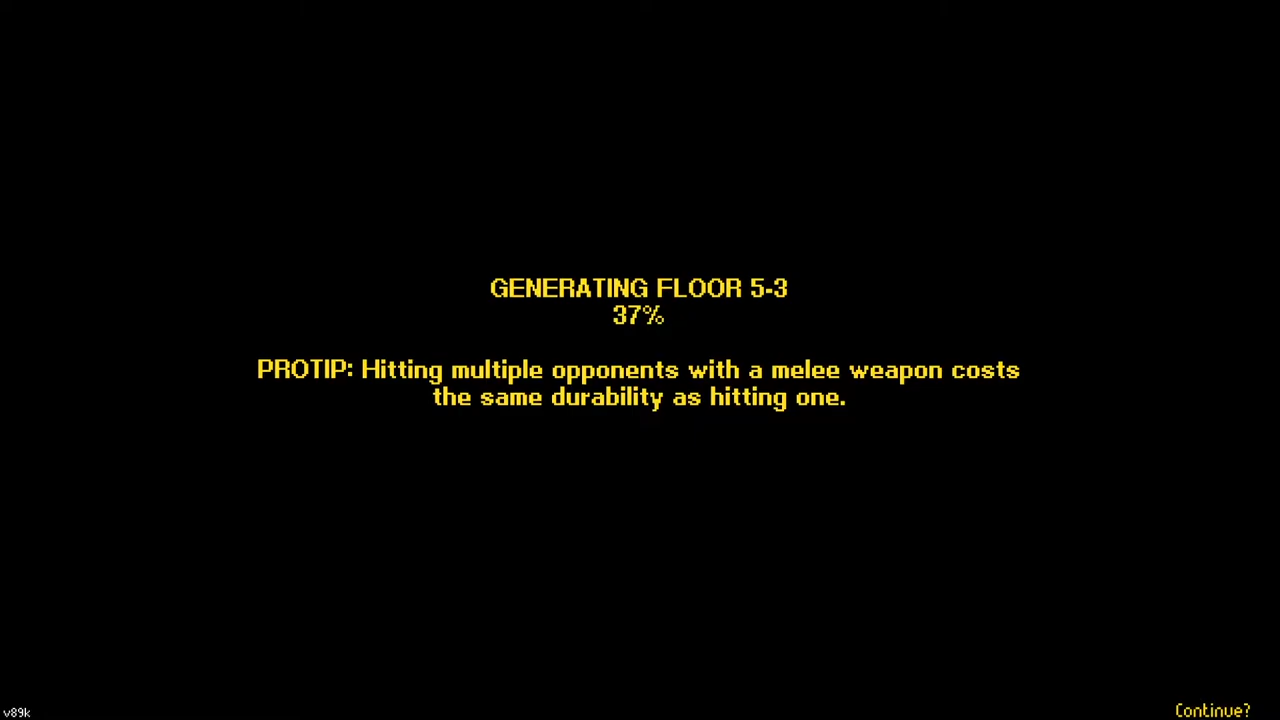 GENERATING FLOOR 5-3
37%
PROTIP: Hitting multiple opponents with a melee weapon costs
the same durability as hitting one.
v89k
Continue?